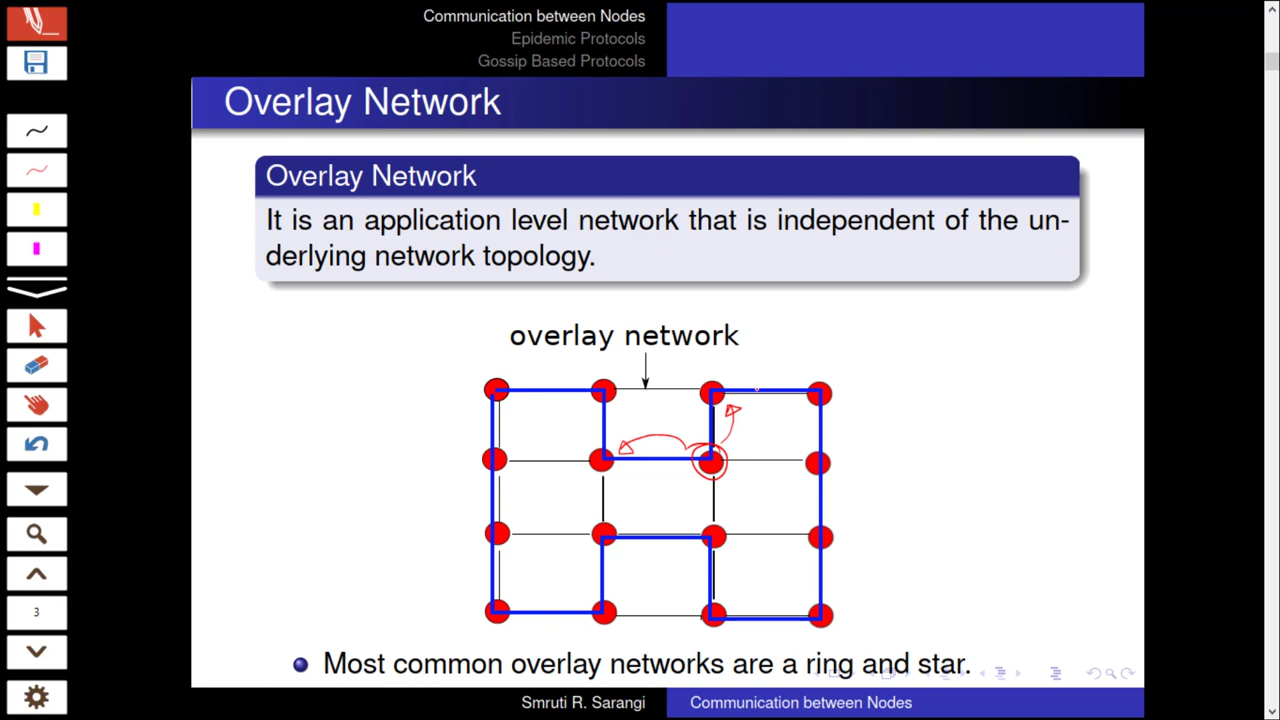 Communication between Nodes
Epidemic Protocols
Gossip Based Protocols
Overlay Network
Overlay Network
It is an application level network that is independent of the un-
derlying network topology.
overlay network
Most common overlay networks are a ring and star.
Smruti R. Sarangi
Communication between Nodes
3